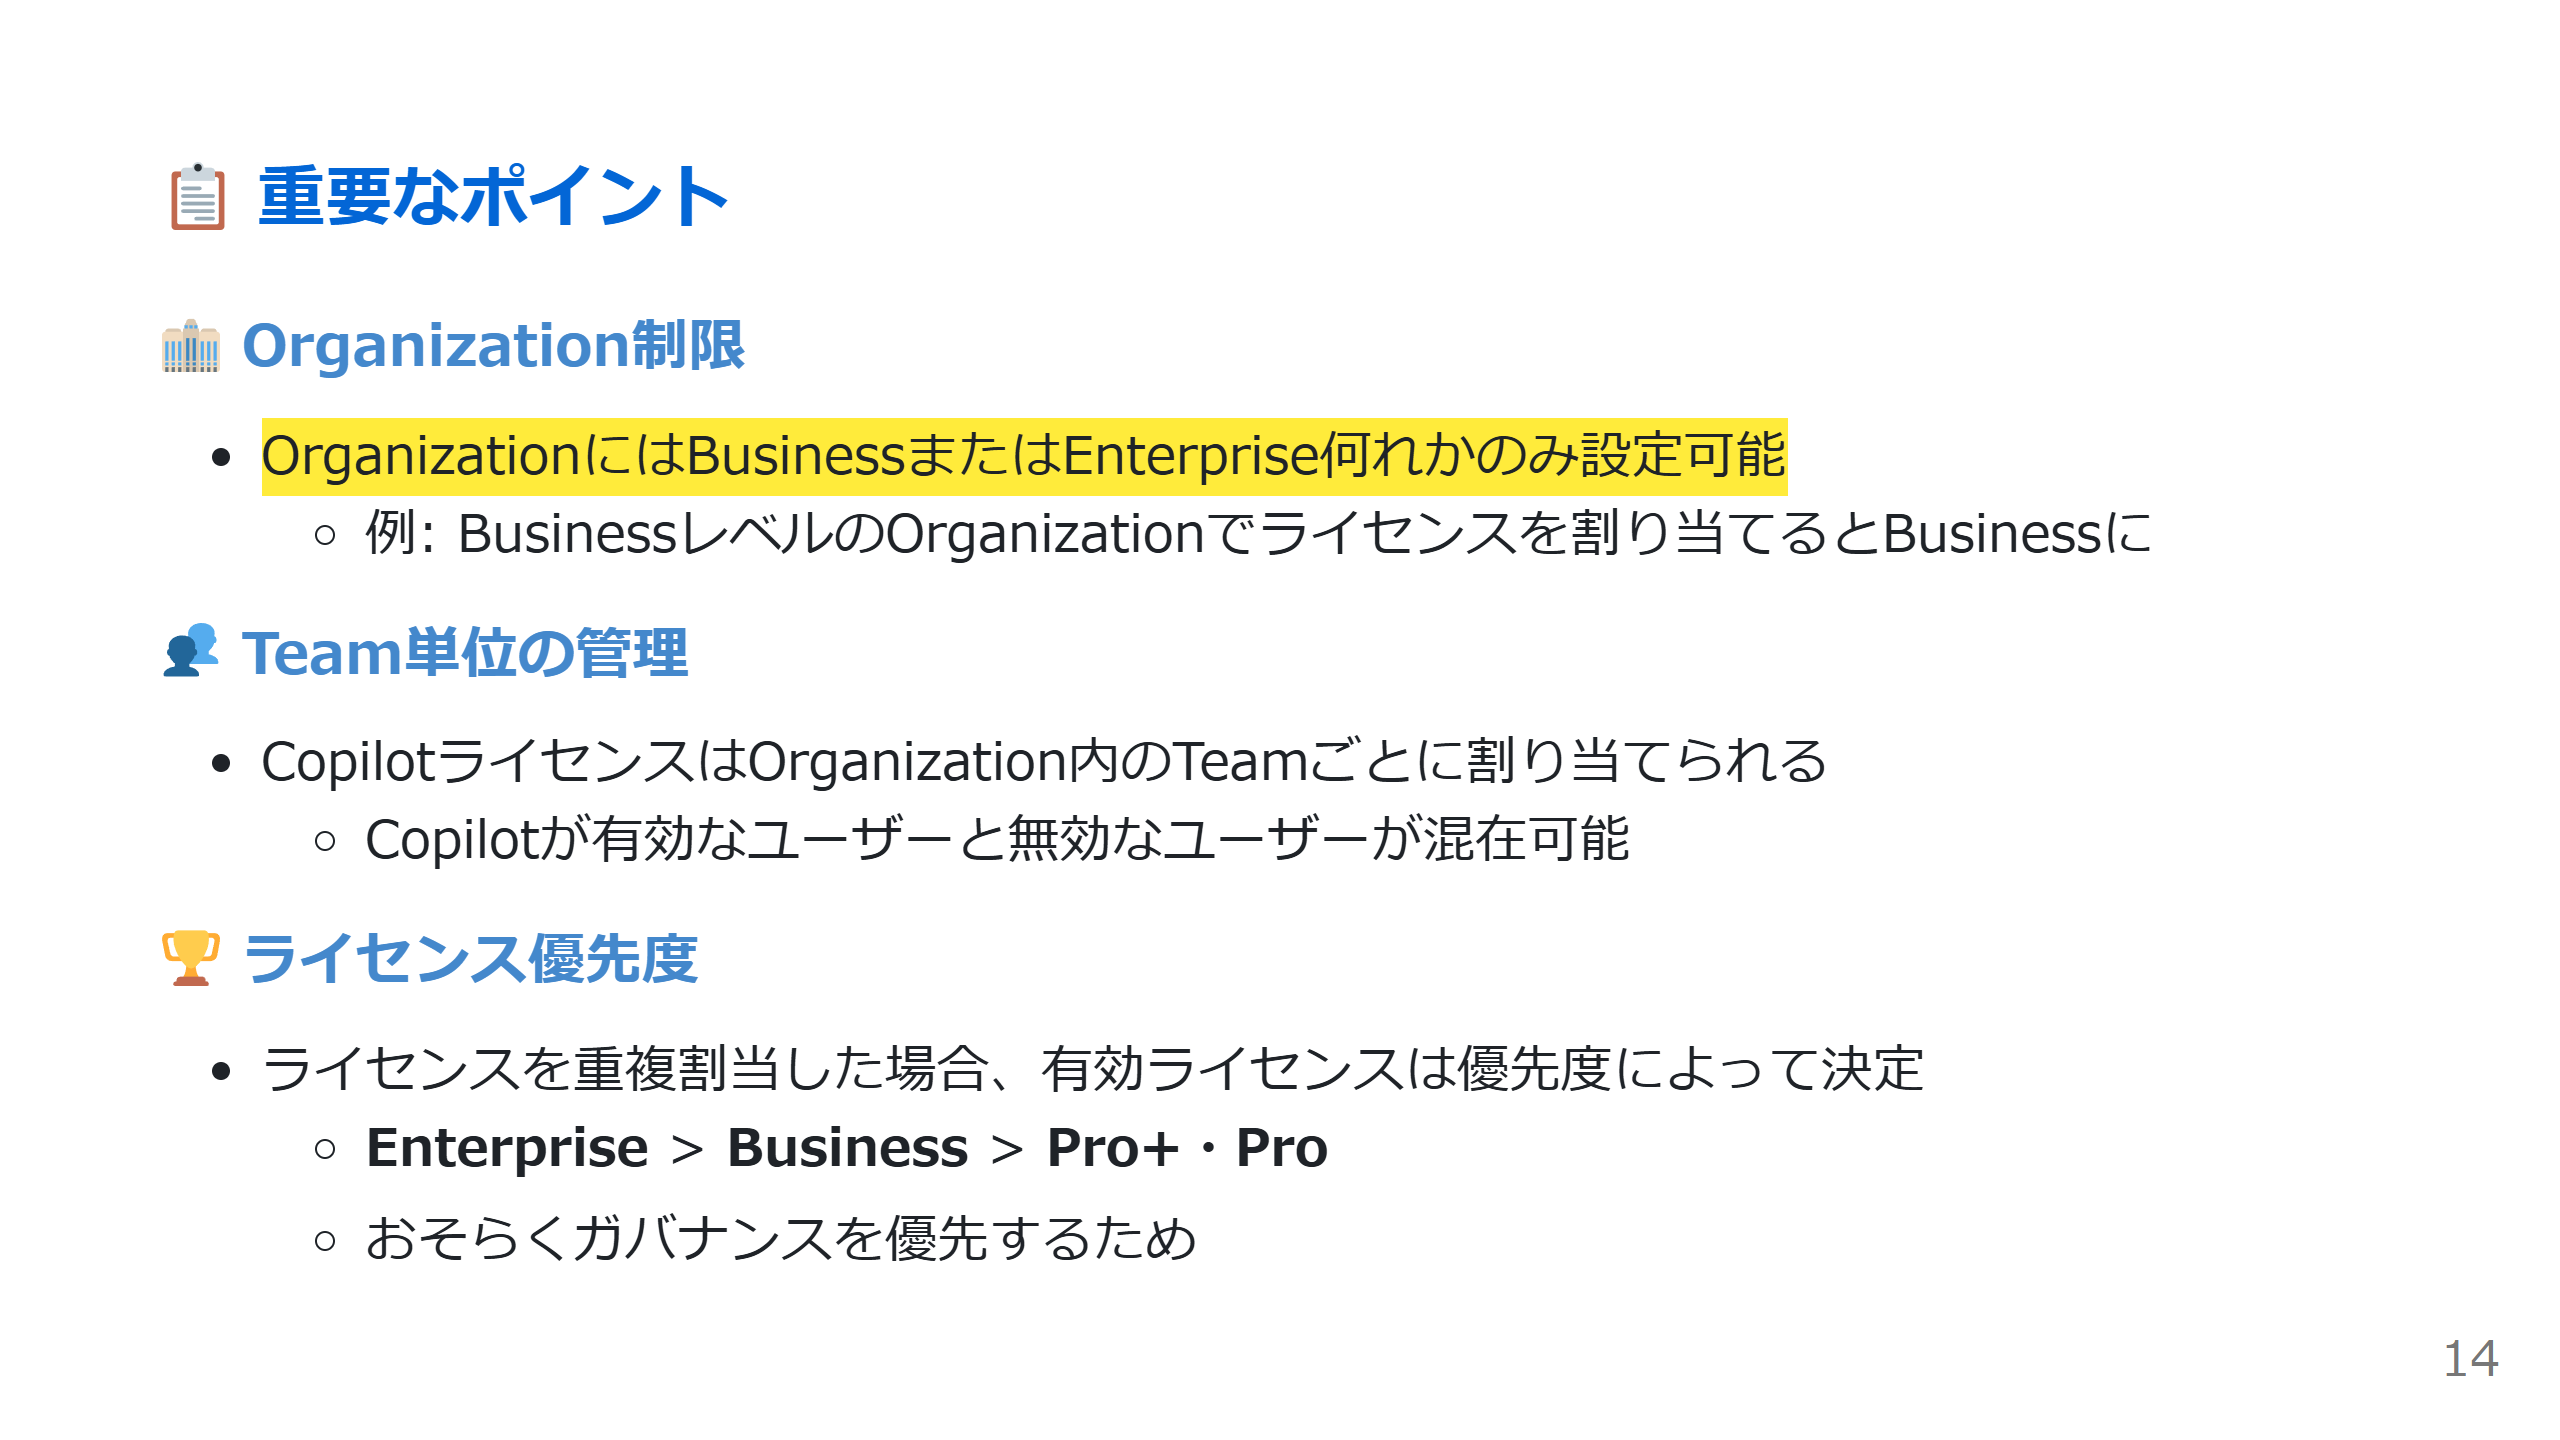 重要なポイント
Organization制限
OrganizationにはBusinessまたはEnterprise何れかのみ設定可能
例: BusinessレベルのOrganizationでライセンスを割り当てるとBusinessに
Team単位の管理
CopilotライセンスはOrganization内のTeamごとに割り当てられる
Copilotが有効なユーザーと無効なユーザーが混在可能
ライセンス優先度
ライセンスを重複割当した場合、有効ライセンスは優先度によって決定
Enterprise > Business > Pro+・Pro
おそらくガバナンスを優先するため
14